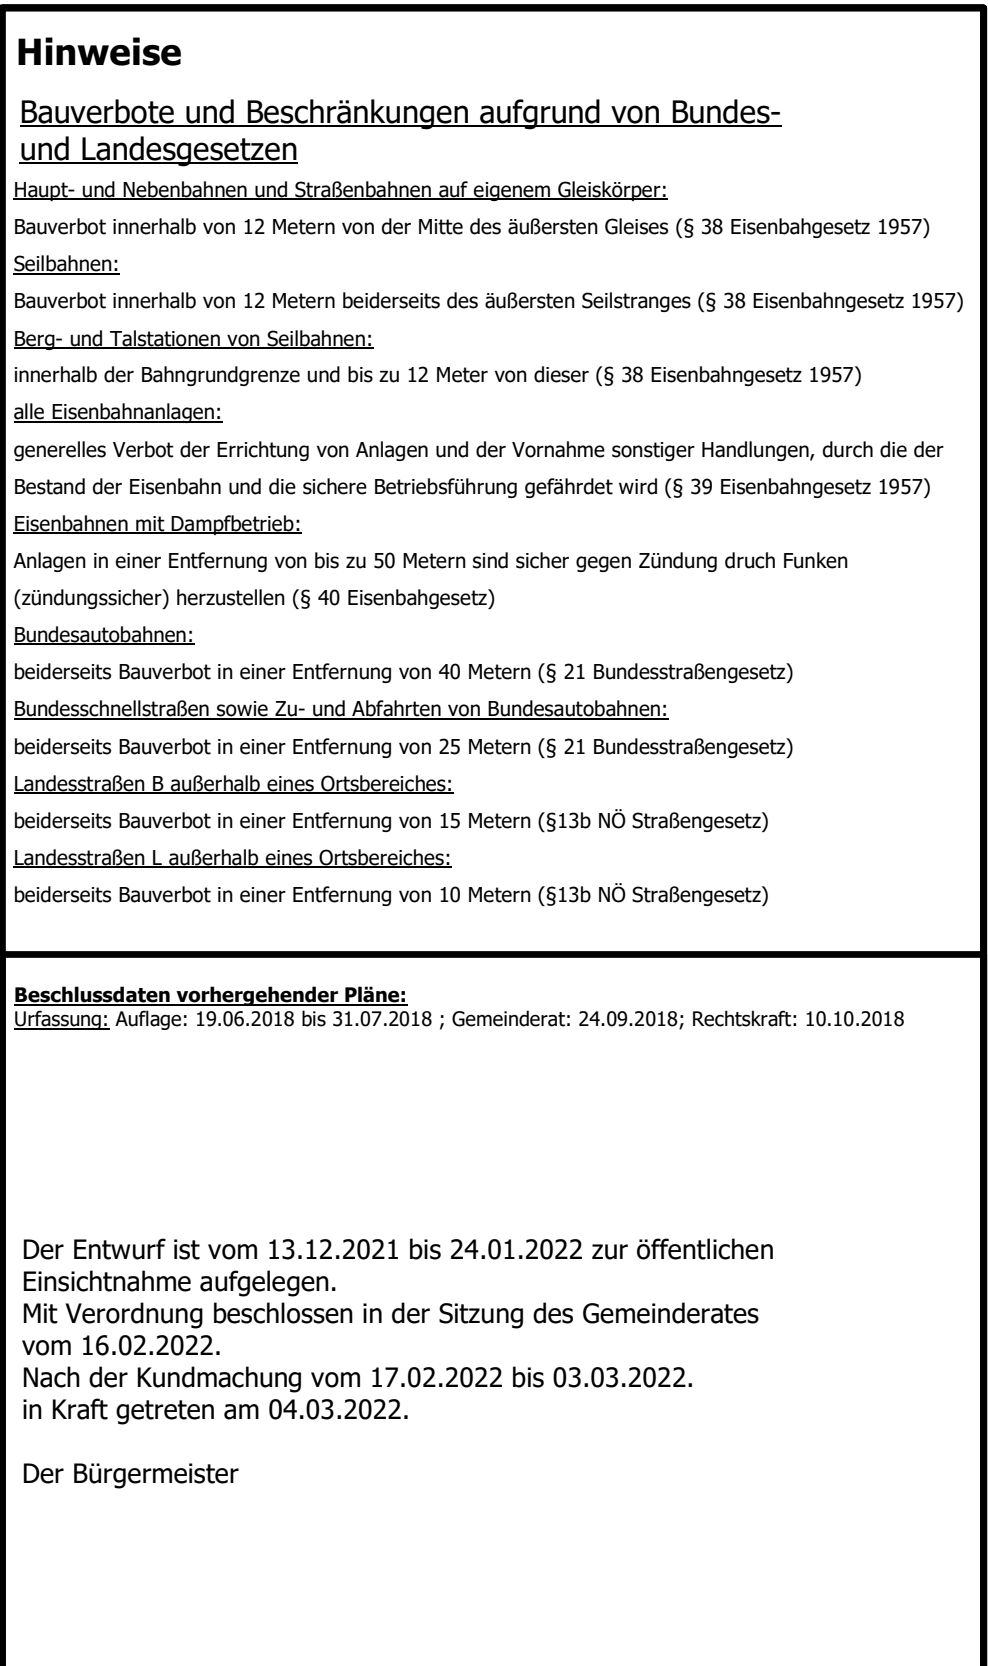 Hinweise
Bauverbote und Beschränkungen aufgrund von Bundes-
und Landesgesetzen
Haupt- und Nebenbahnen und Straßenbahnen auf eigenem Gleiskörper:
Bauverbot innerhalb von 12 Metern von der Mitte des äußersten Gleises (§ 38 Eisenbahgesetz 1957)
Seilbahnen:
Bauverbot innerhalb von 12 Metern beiderseits des äußersten Seilstranges (§ 38 Eisenbahngesetz 1957)
Berg- und Talstationen von Seilbahnen:
innerhalb der Bahngrundgrenze und bis zu 12 Meter von dieser (§ 38 Eisenbahngesetz 1957)
alle Eisenbahnanlagen:
generelles Verbot der Errichtung von Anlagen und der Vornahme sonstiger Handlungen, durch die der
Bestand der Eisenbahn und die sichere Betriebsführung gefährdet wird (§ 39 Eisenbahngesetz 1957)
Eisenbahnen mit Dampfbetrieb:
Anlagen in einer Entfernung von bis zu 50 Metern sind sicher gegen Zündung druch Funken
(zündungssicher) herzustellen (§ 40 Eisenbahgesetz)
Bundesautobahnen:
beiderseits Bauverbot in einer Entfernung von 40 Metern (§ 21 Bundesstraßengesetz)
Bundesschnellstraßen sowie Zu- und Abfahrten von Bundesautobahnen:
beiderseits Bauverbot in einer Entfernung von 25 Metern (§ 21 Bundesstraßengesetz)
Landesstraßen B außerhalb eines Ortsbereiches:
beiderseits Bauverbot in einer Entfernung von 15 Metern (§13b NÖ Straßengesetz)
Landesstraßen L außerhalb eines Ortsbereiches:
beiderseits Bauverbot in einer Entfernung von 10 Metern (§13b NÖ Straßengesetz)
Beschlussdaten vorhergehender Pläne:
Urfassung: Auflage: 19.06.2018 bis 31.07.2018 ; Gemeinderat: 24.09.2018; Rechtskraft: 10.10.2018
Der Entwurf ist vom 13.12.2021 bis 24.01.2022 zur öffentlichen
Einsichtnahme aufgelegen.
Mit Verordnung beschlossen in der Sitzung des Gemeinderates
vom 16.02.2022.
Nach der Kundmachung vom 17.02.2022 bis 03.03.2022.
in Kraft getreten am 04.03.2022.
Der Bürgermeister